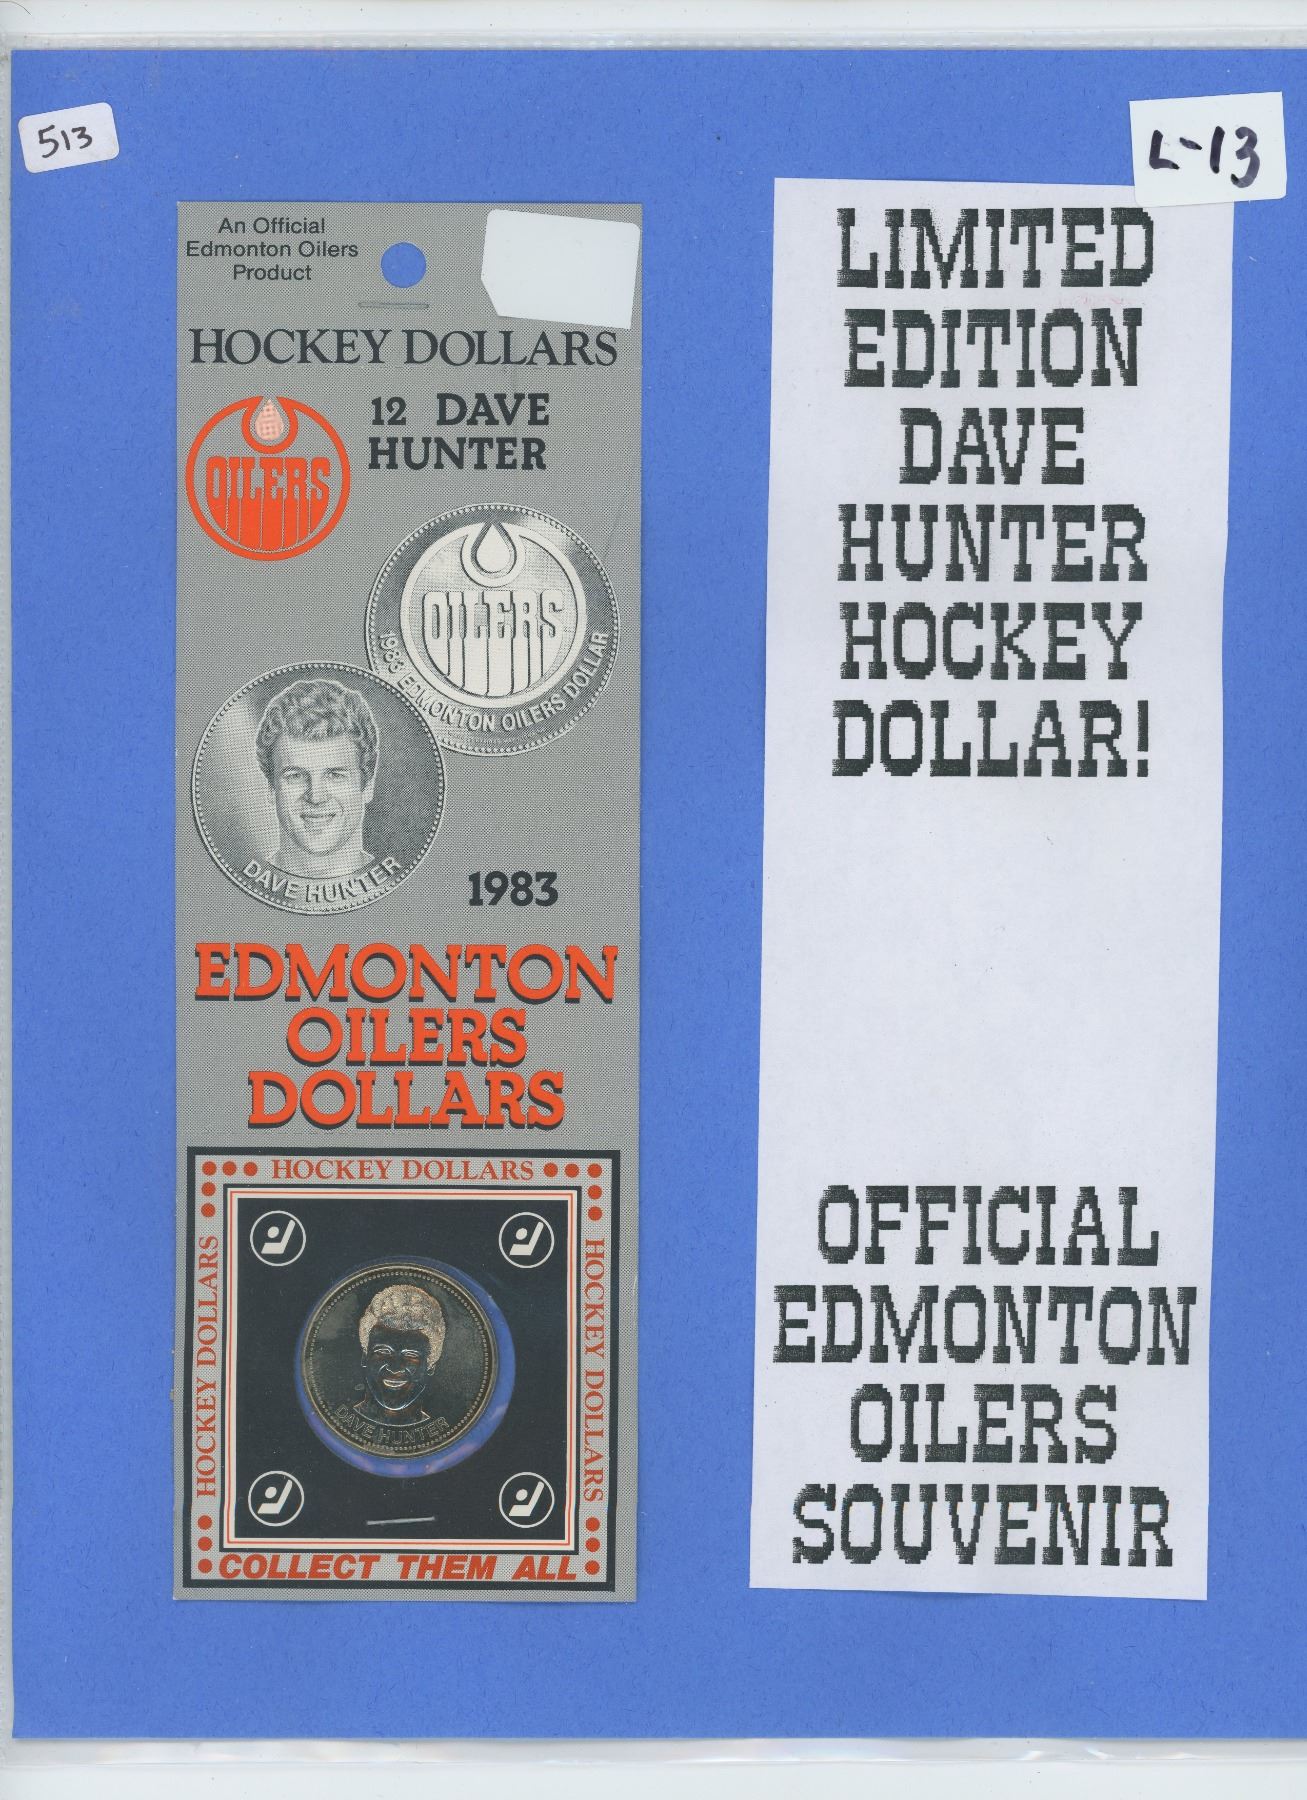 513
L-13
An Official
Edmonton Oilers
Product
HOCKEY DOLLARS
12 DAVE
HUNTER
OILERS
OILERS
1983 EDMONTON OILERS DOLLAR
DAVE HUNTER
1983
EDMONTON
OILERS
DOLLARS
HOCKEY DOLLARS
HOCKEY DOLLARS
HOCKEY DOLLARS
DAVE HUNTER
COLLECT THEM ALL
LIMITED
EDITION
DAVE
HUNTER
HOCKEY
DOLLAR!
OFFICIAL
EDMONTON
OILERS
SOUVENIR